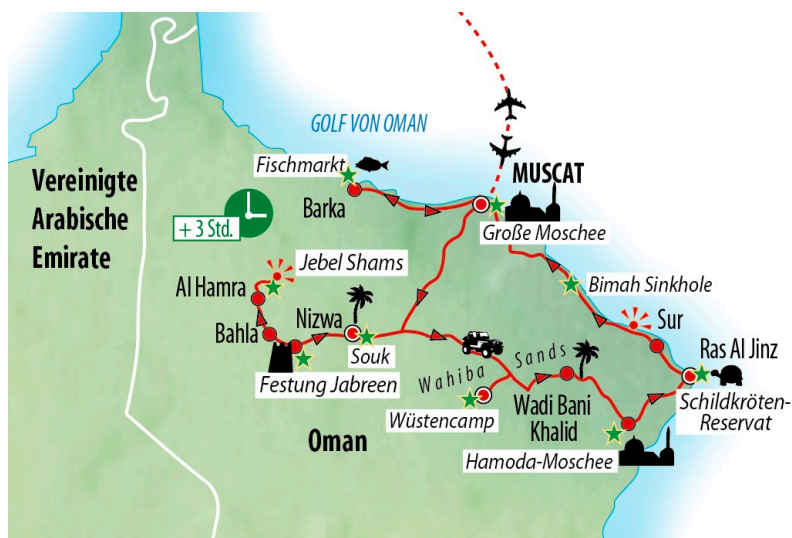 GOLF VON OMAN
Fischmarkt
MUSCAT
Vereinigte
Arabische
Emirate
Barka
+ 3 Std.
Große Moschee
Jebel Shams
Al Hamra
Bimah Sinkhole
Nizwa
Sur
Bahla
Souk
Ras Al Jinz
Festung Jabreen
Wahiba Sands
Wüstencamp
Wadi Bani
Khalid
Schildkröten-
Reservat
Oman
Hamoda-Moschee